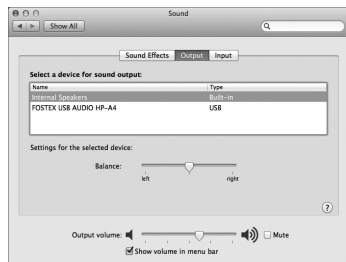 Sound
Show All
Sound Effects Output Input
Select a device for sound output:
Name Type
Internal Speakers Built-in
FOSTEX USB AUDIO HP-A4 USB
Settings for the selected device:
Balance:
left right
?
Output volume: Mute
Show volume in menu bar